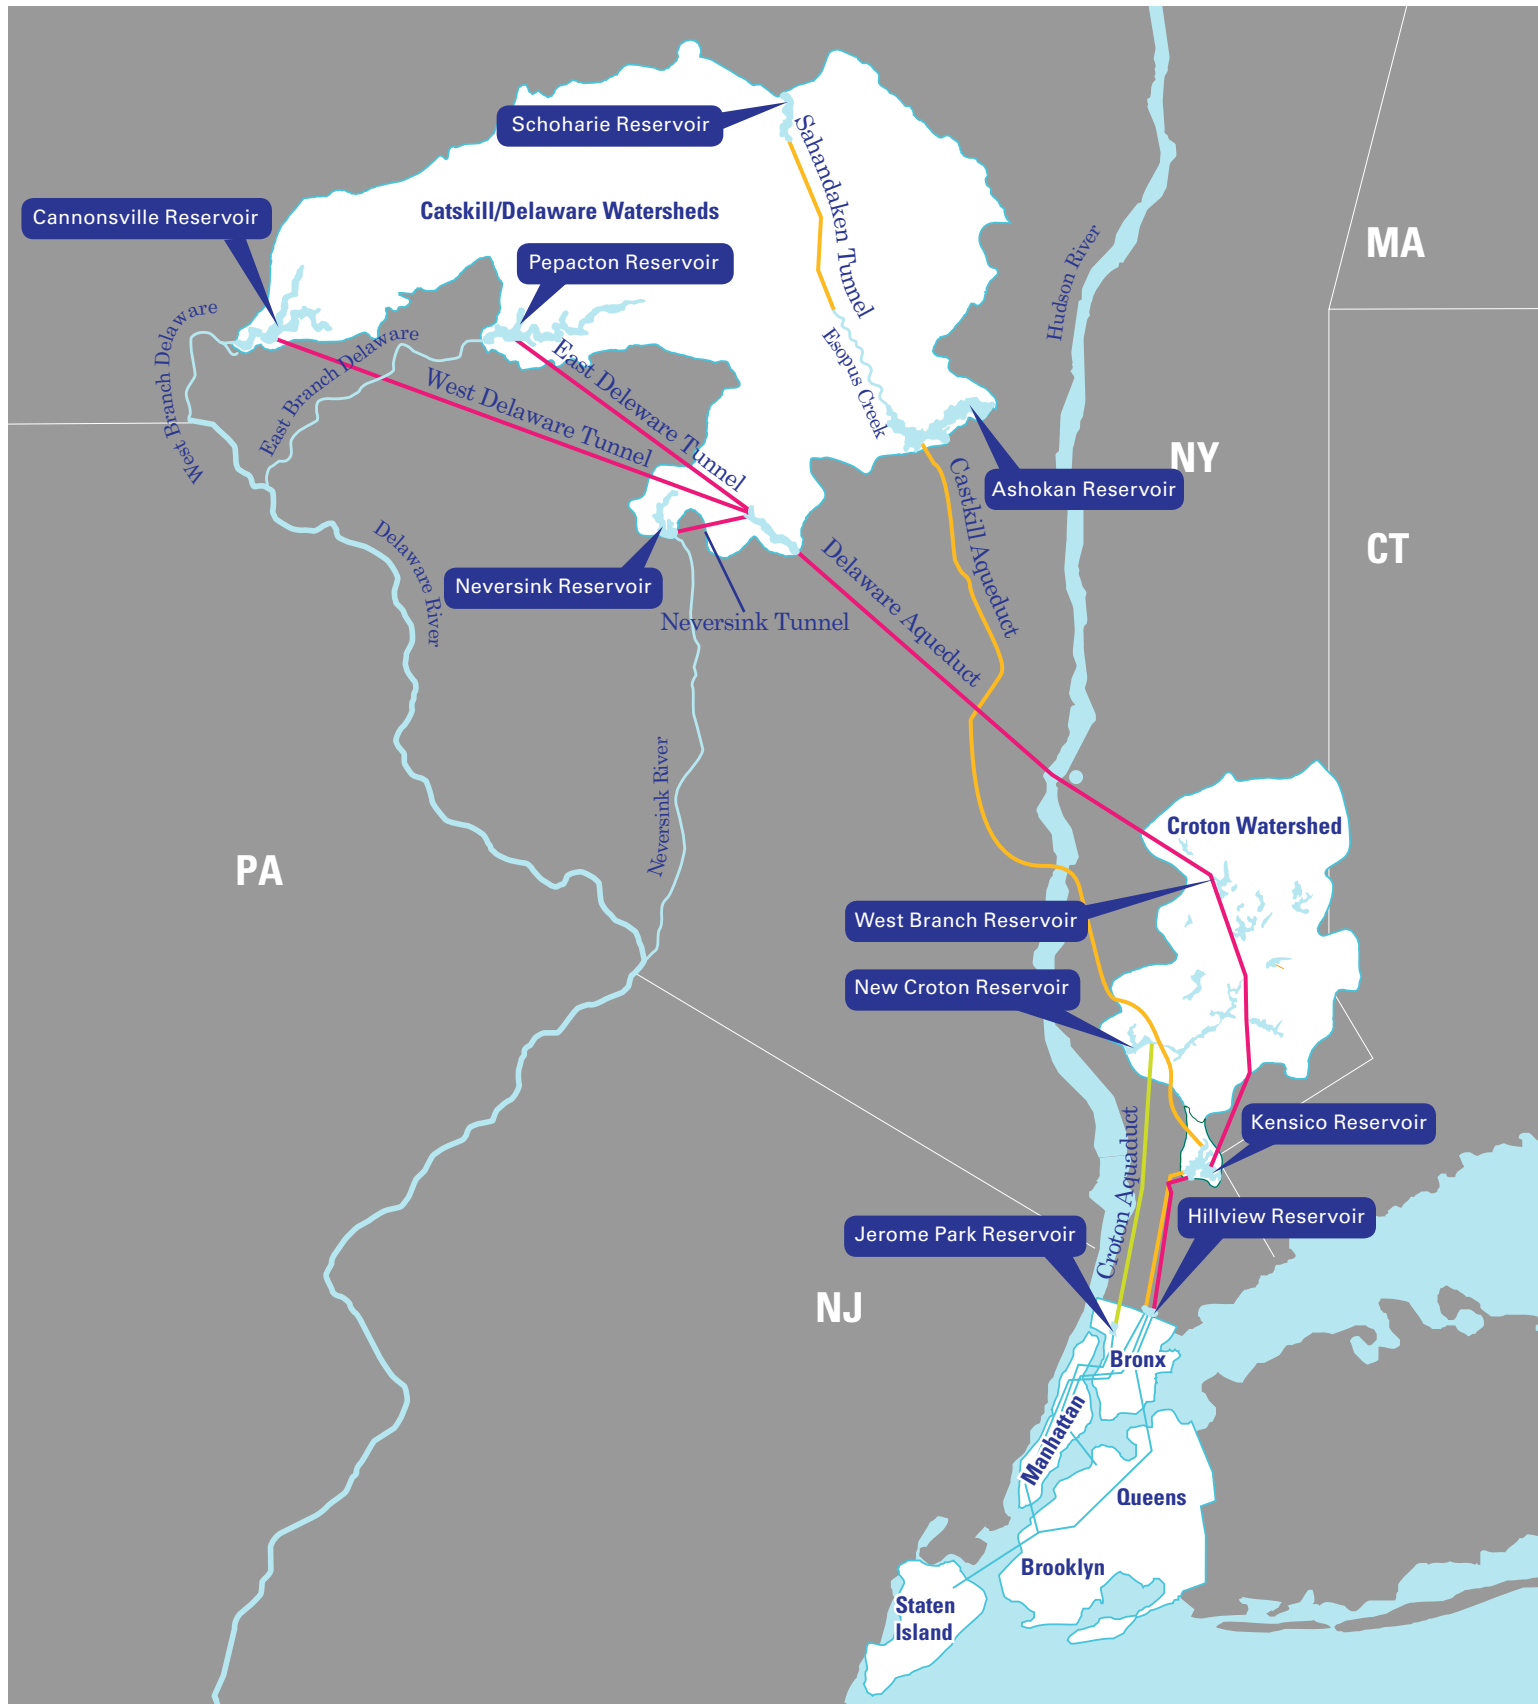 Schoharie Reservoir
Sahandaken Tunnel
Cannonsville Reservoir
Catskill/Delaware Watersheds
Pepacton Reservoir
MA
Hudson River
West Branch Delaware
East Branch Delaware
West Delaware Tunnel
East Deleware Tunnel
Esopus Creek
NY
Ashokan Reservoir
Castkill Aqueduct
Delaware River
CT
Neversink Reservoir
Neversink Tunnel
Delaware Aqueduct
Neversink River
Croton Watershed
PA
West Branch Reservoir
New Croton Reservoir
Kensico Reservoir
Croton Aquaduct
Hillview Reservoir
Jerome Park Reservoir
NJ
Bronx
Manhattan
Queens
Brooklyn
Staten
Island